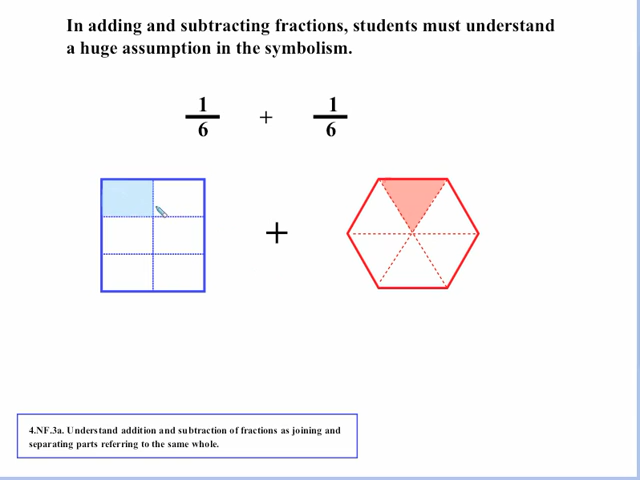 In adding and subtracting fractions, students must understand
a huge assumption in the symbolism.
1/6 + 1/6
+
4.NF.3a. Understand addition and subtraction of fractions as joining and
separating parts referring to the same whole.